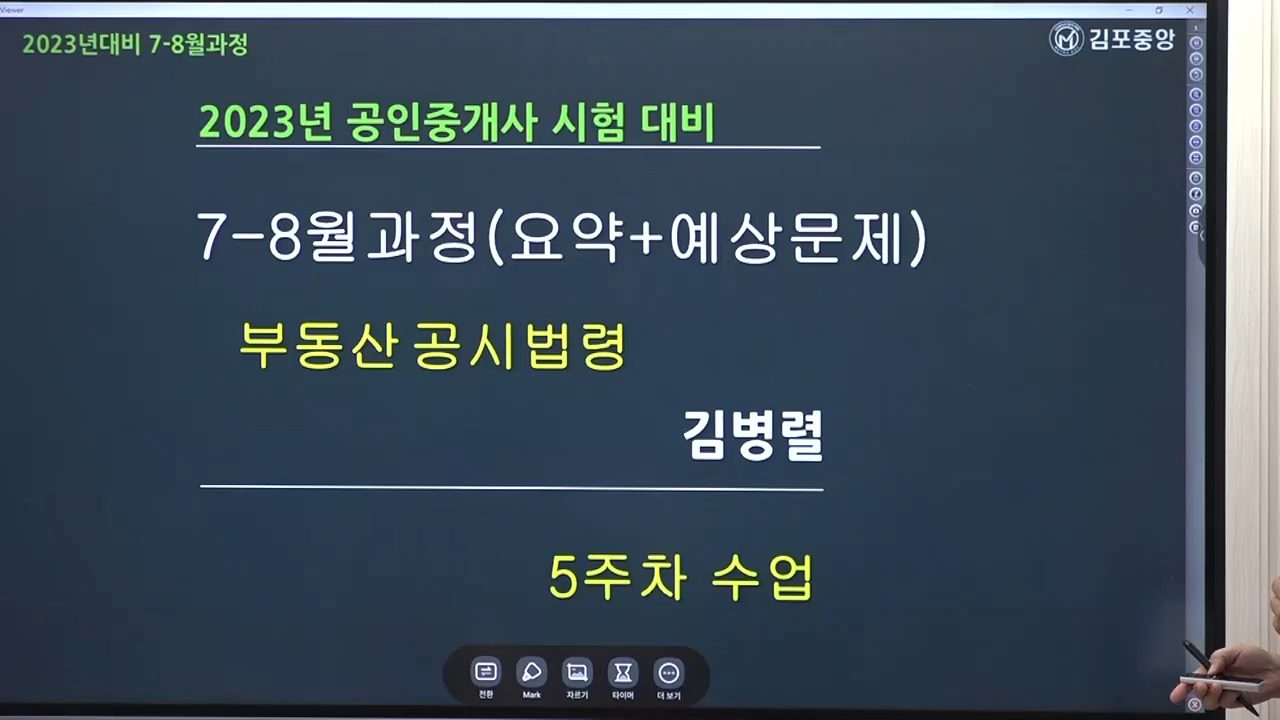 Viewer
2023년대비 7-8월과정
김포중앙
2023년 공인중개사 시험 대비
7-8월과정(요약+예상문제)
부동산공시법령
김병렬
5주차 수업
전환 Mark 자르기 타이머 더 보기